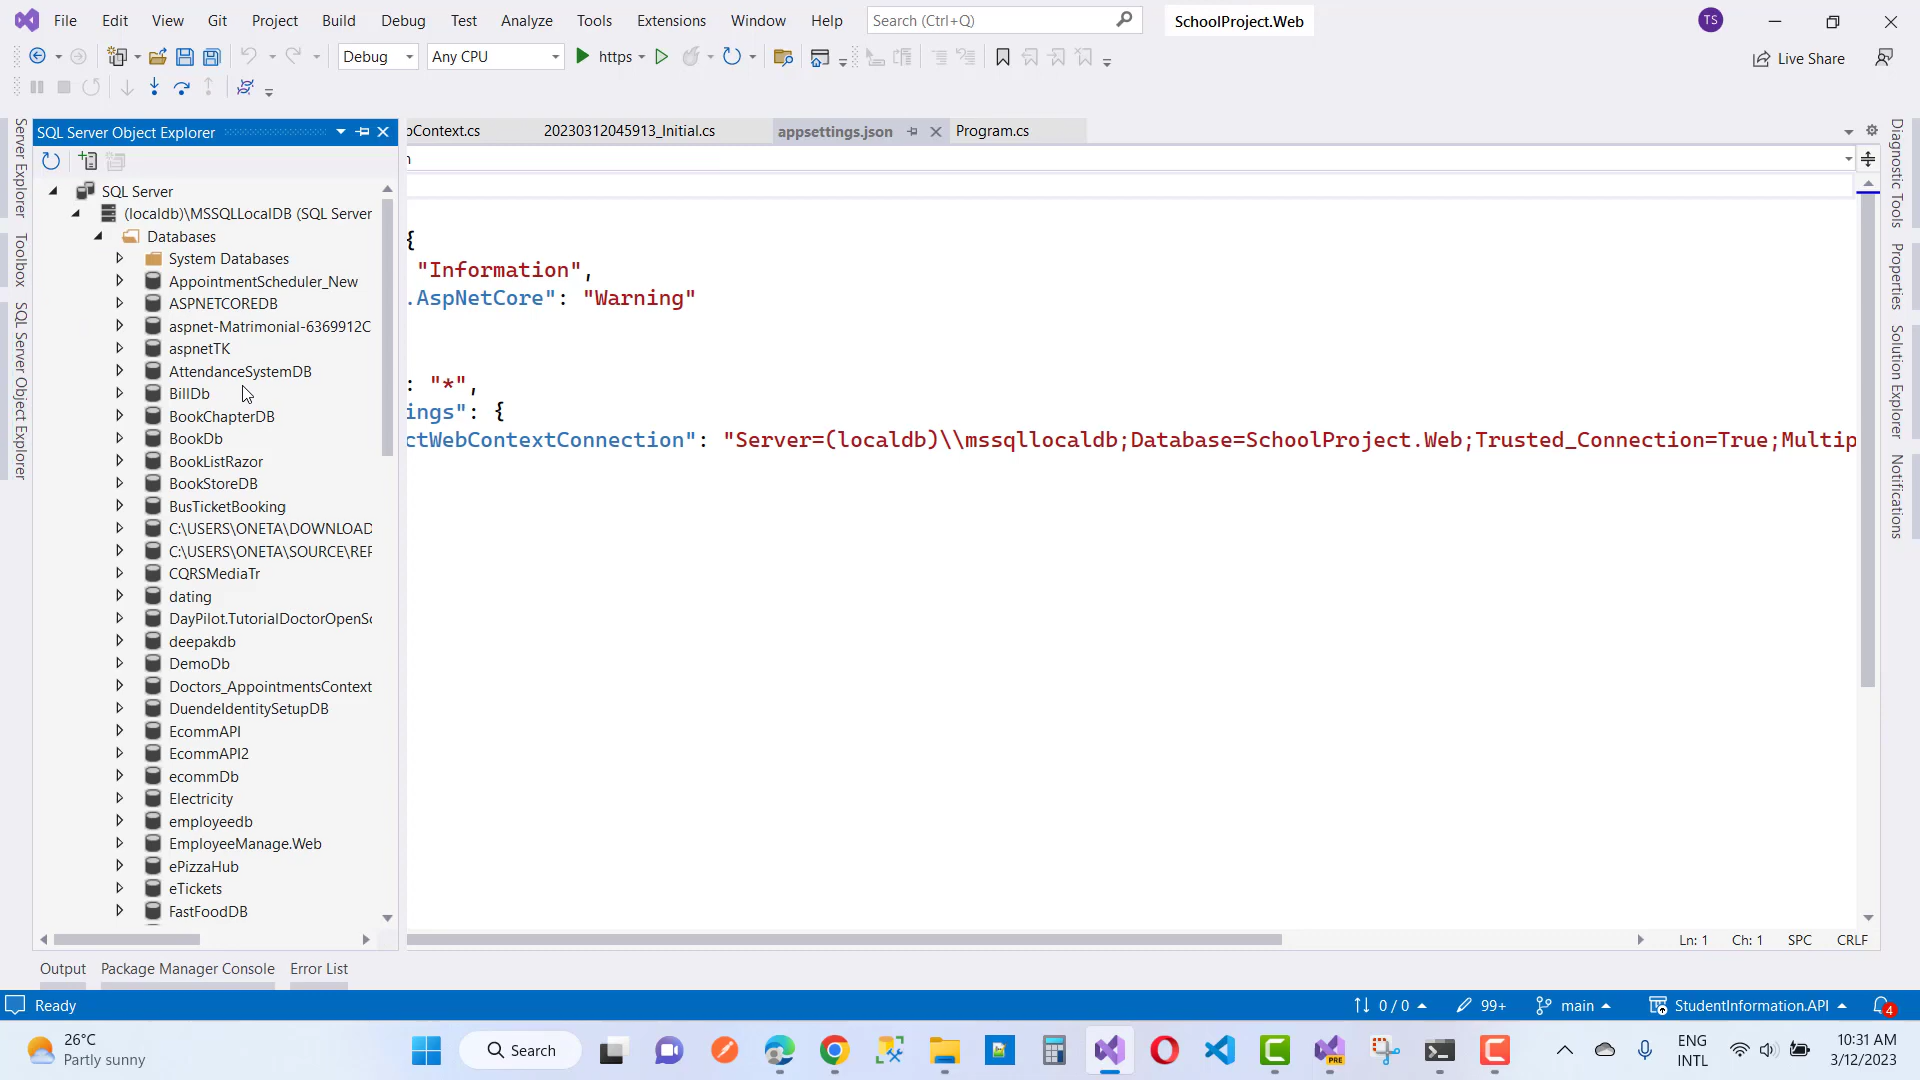 File Edit View Git Project Build Debug Test Analyze Tools Extensions Window Help Search (Ctrl+Q) SchoolProject.Web TS
Debug Any CPU https Live Share
SQL Server Object Explorer
oContext.cs 20230312045913_Initial.cs appsettings.json Program.cs
n
SQL Server
(localdb)\MSSQLLocalDB (SQL Server
Databases
System Databases
AppointmentScheduler_New
ASPNETCOREDB
aspnet-Matrimonial-6369912C
aspnetTK
AttendanceSystemDB
BillDb
BookChapterDB
BookDb
BookListRazor
BookStoreDB
BusTicketBooking
C:\USERS\ONETA\DOWNLOAD
C:\USERS\ONETA\SOURCE\REP
CQRSMediaTr
dating
DayPilot.TutorialDoctorOpenSc
deepakdb
DemoDb
Doctors_AppointmentsContext
DuendeIdentitySetupDB
EcommAPI
EcommAPI2
ecommDb
Electricity
employeedb
EmployeeManage.Web
ePizzaHub
eTickets
FastFoodDB
{
"Information",
.AspNetCore": "Warning"
: "*",
ings": {
ctWebContextConnection": "Server=(localdb)\\mssqllocaldb;Database=SchoolProject.Web;Trusted_Connection=True;Multip
Server Explorer
Toolbox
SQL Server Object Explorer
Diagnostic Tools
Properties
Solution Explorer
Notifications
Ln: 1 Ch: 1 SPC CRLF
Output Package Manager Console Error List
Ready 0 / 0 99+ main StudentInformation.API 4
26°C
Partly sunny
Search
PRE
ENG
INTL
10:31 AM
3/12/2023